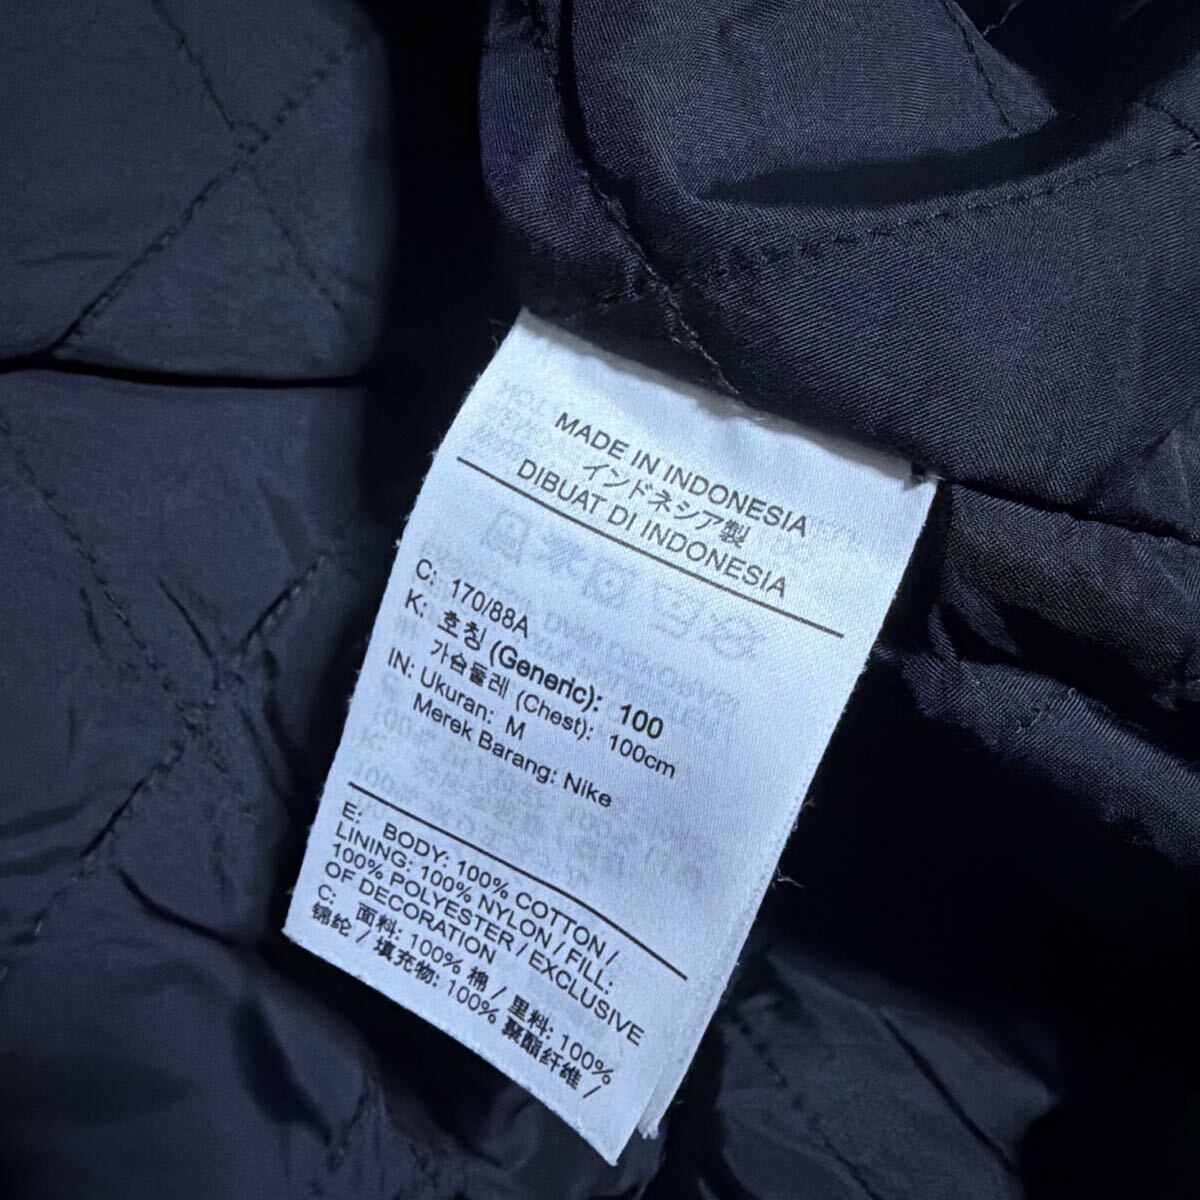 MADE IN INDONESIA
インドネシア製
DIBUAT DI INDONESIA
C: 170/88A
K: 호칭 (Generic): 100
가슴둘레 (Chest): 100cm
IN: Ukuran: M
Merek Barang: Nike
E: BODY: 100% COTTON /
LINING: 100% NYLON / FILL:
100% POLYESTER / EXCLUSIVE
OF DECORATION
C: 面料: 100% 棉 / 里料: 100%
锦纶 / 填充物: 100% 聚酯纤维 /